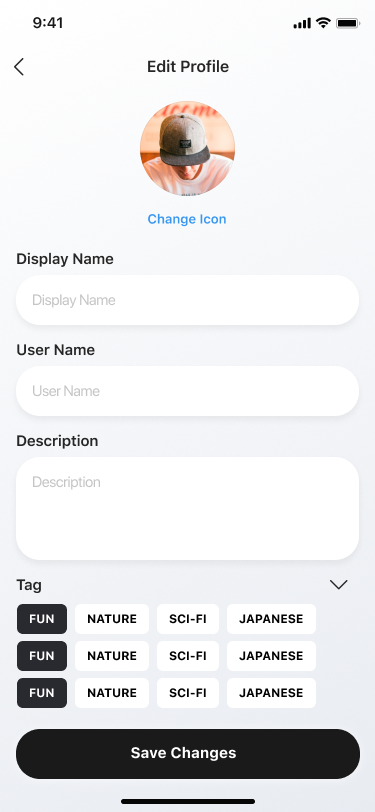 9:41
Edit Profile
Change Icon
Display Name
Display Name
User Name
User Name
Description
Description
Tag
FUN NATURE SCI-FI JAPANESE
FUN NATURE SCI-FI JAPANESE
FUN NATURE SCI-FI JAPANESE
Save Changes